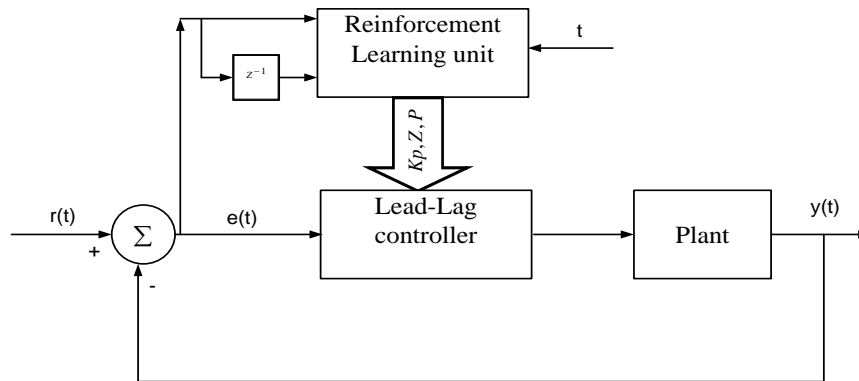 Reinforcement
Learning unit
t
z⁻¹
Kp,Z,P
r(t)
+
Σ
-
e(t)
Lead-Lag
controller
Plant
y(t)